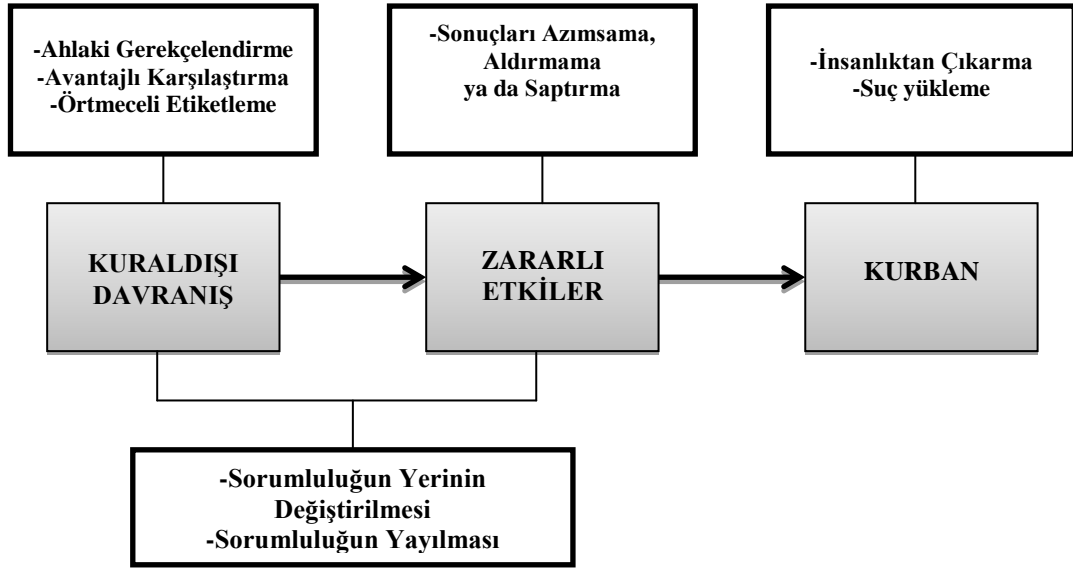 -Ahlaki Gerekçelendirme
-Avantajlı Karşılaştırma
-Örtmeceli Etiketleme
-Sonuçları Azımsama,
Aldırmama
ya da Saptırma
-İnsanlıktan Çıkarma
-Suç yükleme
KURALDIŞI
DAVRANIŞ
ZARARLI
ETKİLER
KURBAN
-Sorumluluğun Yerinin
Değiştirilmesi
-Sorumluluğun Yayılması